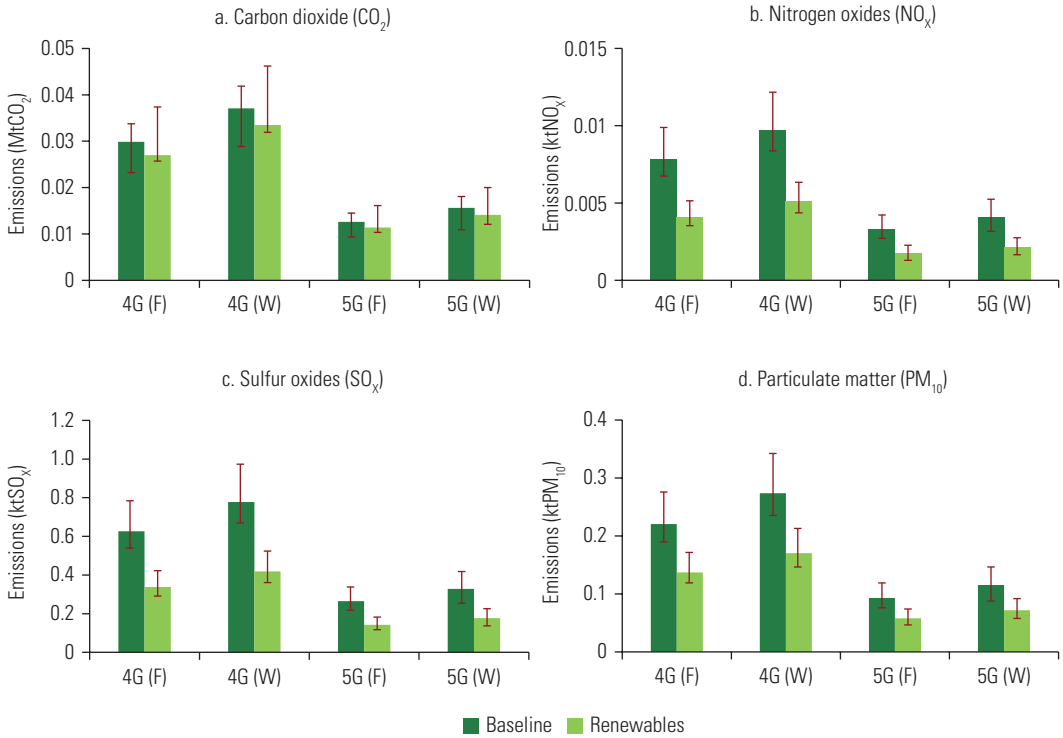 a. Carbon dioxide (CO₂)
Emissions (MtCO₂)
0.05
0.04
0.03
0.02
0.01
0
4G (F)
4G (W)
5G (F)
5G (W)
b. Nitrogen oxides (NOₓ)
Emissions (ktNOₓ)
0.015
0.01
0.005
0
4G (F)
4G (W)
5G (F)
5G (W)
c. Sulfur oxides (SOₓ)
Emissions (ktSOₓ)
1.2
1.0
0.8
0.6
0.4
0.2
0
4G (F)
4G (W)
5G (F)
5G (W)
d. Particulate matter (PM₁₀)
Emissions (ktPM₁₀)
0.4
0.3
0.2
0.1
0
4G (F)
4G (W)
5G (F)
5G (W)
Baseline
Renewables